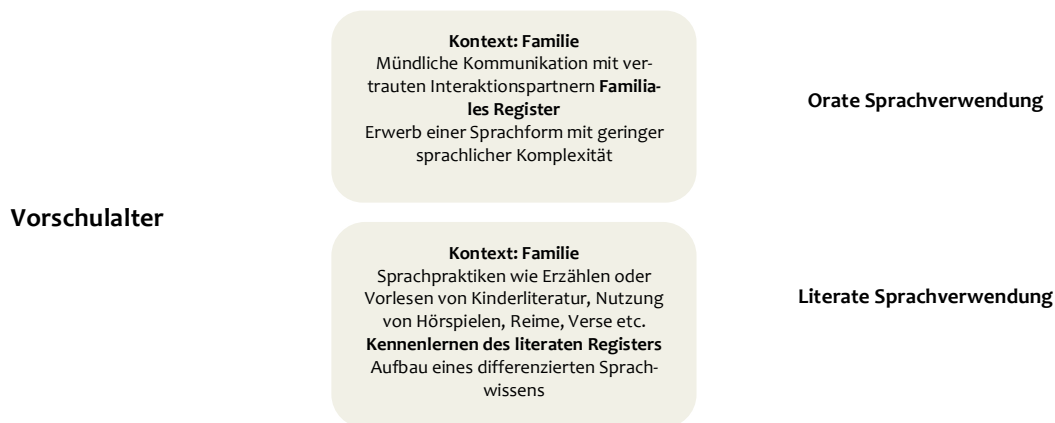 Kontext: Familie
Mündliche Kommunikation mit ver-
trauten Interaktionspartnern Familia-
les Register
Erwerb einer Sprachform mit geringer
sprachlicher Komplexität
Orate Sprachverwendung
Vorschulalter
Kontext: Familie
Sprachpraktiken wie Erzählen oder
Vorlesen von Kinderliteratur, Nutzung
von Hörspielen, Reime, Verse etc.
Kennenlernen des literaten Registers
Aufbau eines differenzierten Sprach-
wissens
Literate Sprachverwendung